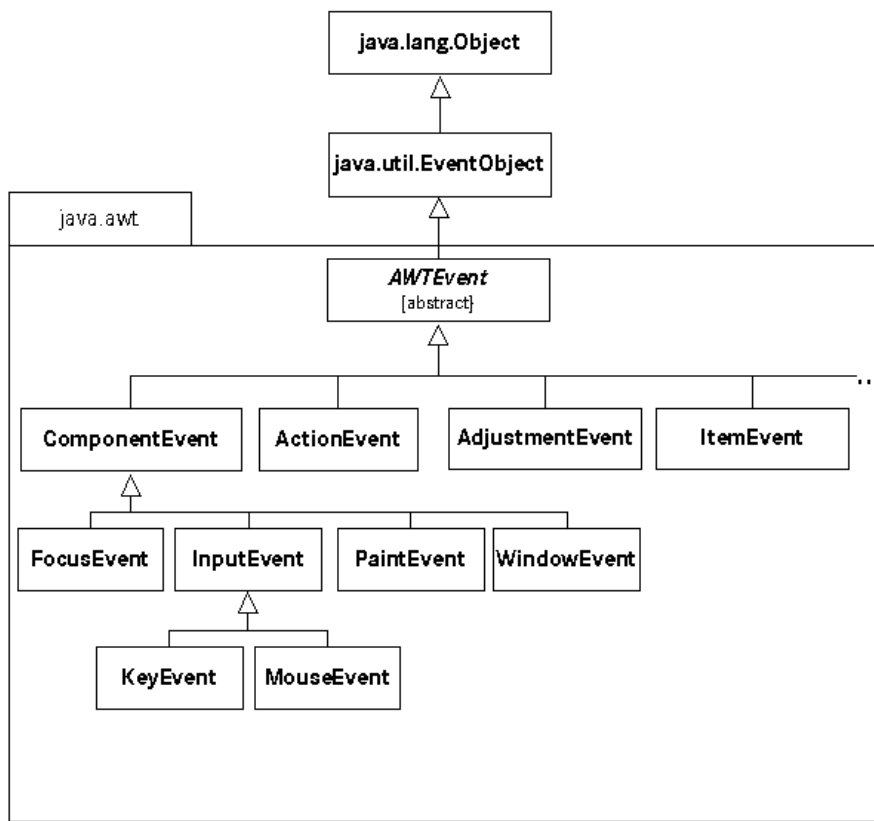 java.lang.Object
java.util.EventObject
java.awt
AWTEvent
{abstract}
..
ComponentEvent
ActionEvent
AdjustmentEvent
ItemEvent
FocusEvent
InputEvent
PaintEvent
WindowEvent
KeyEvent
MouseEvent